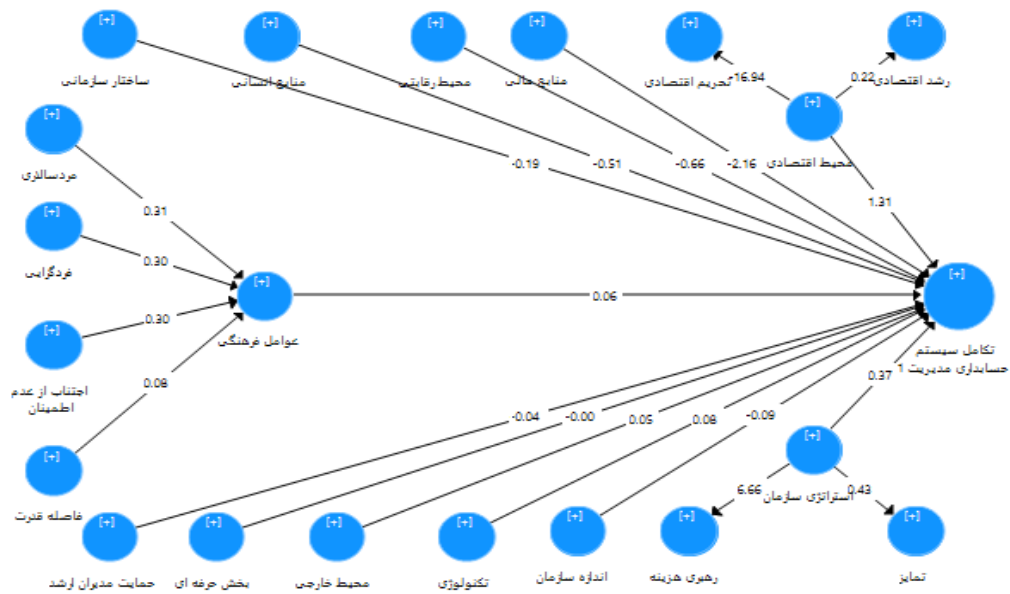 [+]
[+]
[+]
[+]
[+]
[+]
ساختار سازمانی
منابع انسانی
محیط رقابتی
منابع مالی
تحریم اقتصادی
رشد اقتصادی
-16.94
0.22
[+]
محیط اقتصادی
[+]
مردسالاری
-0.19
-0.51
-0.66
-2.16
1.31
0.31
[+]
فردگرایی
0.30
[+]
عوامل فرهنگی
0.06
[+]
تکامل سیستم
حسابداری مدیریت 1
0.30
[+]
اجتناب از عدم
اطمینان
0.08
0.37
-0.04
-0.00
0.05
0.08
-0.09
[+]
فاصله قدرت
[+]
استراتژی سازمان
6.66
0.43
[+]
[+]
[+]
[+]
[+]
[+]
[+]
حمایت مدیران ارشد
بخش حرفه ای
محیط خارجی
تکنولوژی
اندازه سازمان
رهبری هزینه
تمایز